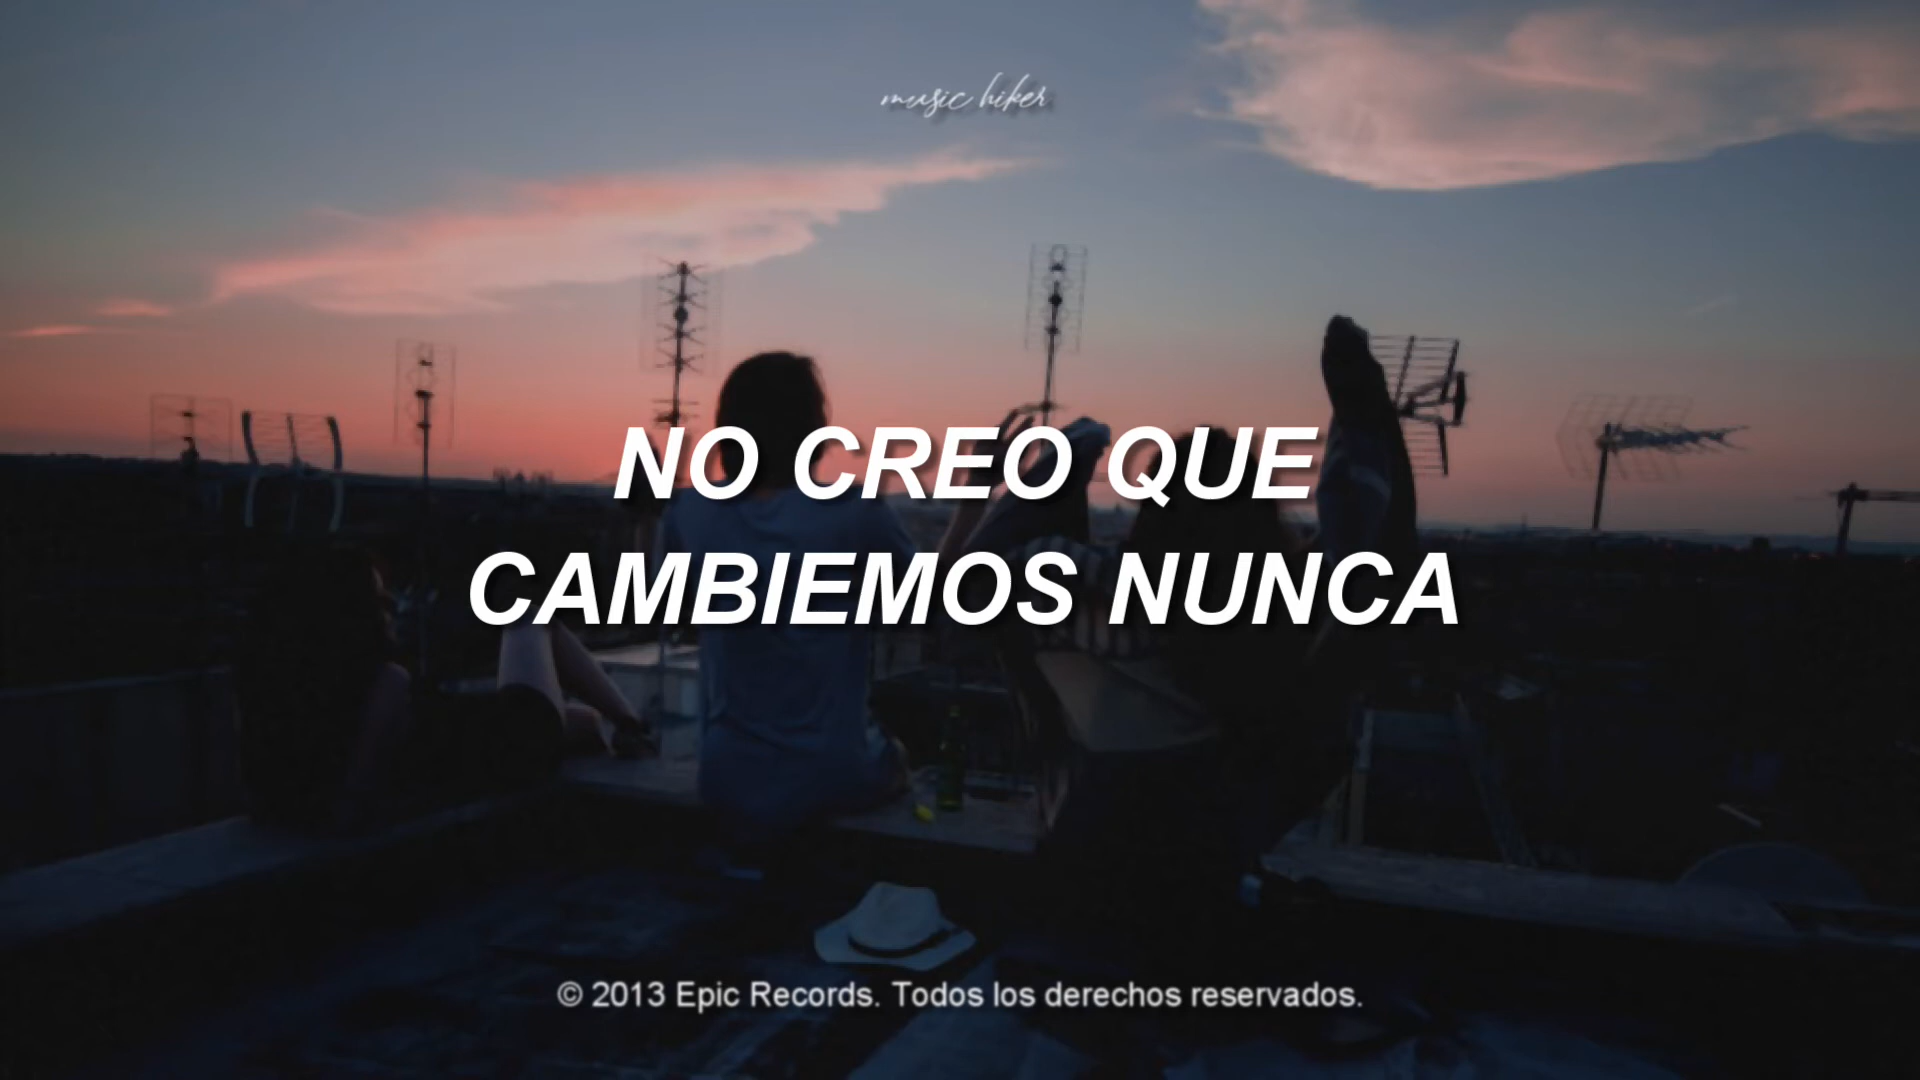 music hiker
NO CREO QUE
CAMBIEMOS NUNCA
© 2013 Epic Records. Todos los derechos reservados.